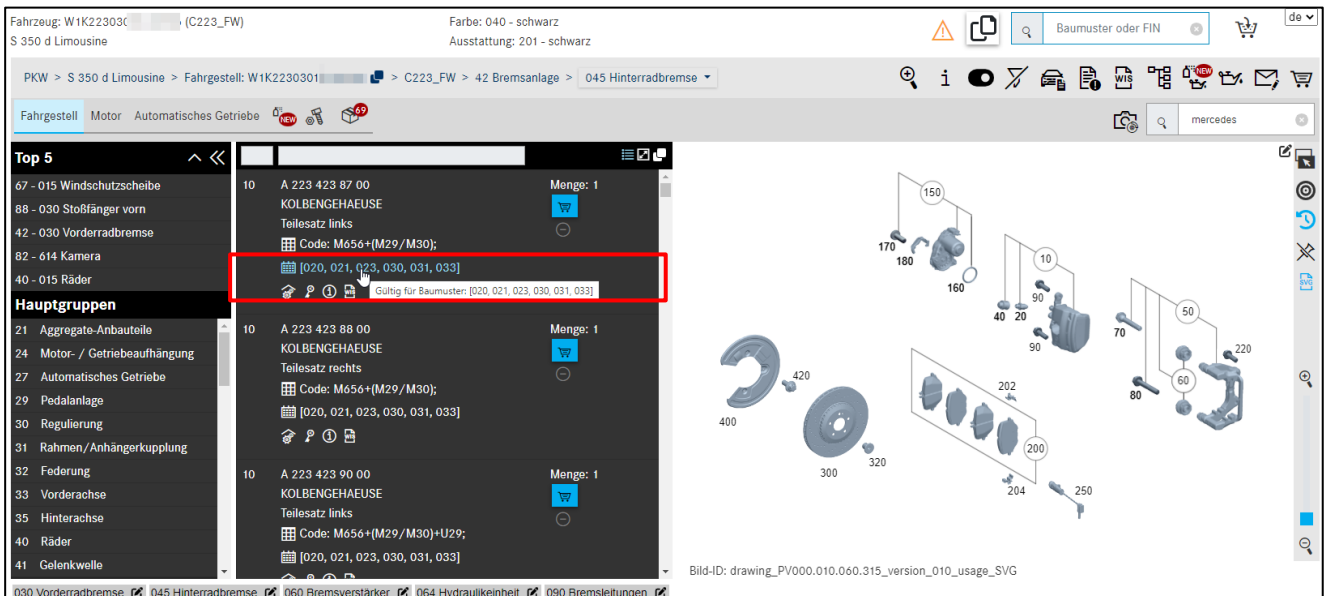 Fahrzeug: W1K22303( (C223_FW)
S 350 d Limousine
Farbe: 040 - schwarz
Ausstattung: 201 - schwarz
Baumuster oder FIN
de
PKW > S 350 d Limousine > Fahrgestell: W1K2230301 > C223_FW > 42 Bremsanlage > 045 Hinterradbremse
i
WIS
NEW
Fahrgestell Motor Automatisches Getriebe NEW 69
mercedes
Top 5
67 - 015 Windschutzscheibe
88 - 030 Stoßfänger vorn
42 - 030 Vorderradbremse
82 - 614 Kamera
40 - 015 Räder
Hauptgruppen
21 Aggregate-Anbauteile
24 Motor- / Getriebeaufhängung
27 Automatisches Getriebe
29 Pedalanlage
30 Regulierung
31 Rahmen/Anhängerkupplung
32 Federung
33 Vorderachse
35 Hinterachse
40 Räder
41 Gelenkwelle
10 A 223 423 87 00 Menge: 1
KOLBENGEHAEUSE
Teilesatz links
Code: M656+(M29/M30);
[020, 021, 023, 030, 031, 033]
WIS
Gültig für Baumuster: [020, 021, 023, 030, 031, 033]
10 A 223 423 88 00 Menge: 1
KOLBENGEHAEUSE
Teilesatz rechts
Code: M656+(M29/M30);
[020, 021, 023, 030, 031, 033]
WIS
10 A 223 423 90 00 Menge: 1
KOLBENGEHAEUSE
Teilesatz links
Code: M656+(M29/M30)+U29;
[020, 021, 023, 030, 031, 033]
150
170
180
160
10
90
40 20
90
50
70
220
60
80
420
400
300
320
202
200
204
250
SVG
Bild-ID: drawing_PV000.010.060.315_version_010_usage_SVG
030 Vorderradbremse 045 Hinterradbremse 060 Bremsverstärker 064 Hydraulikeinheit 090 Bremsleitungen